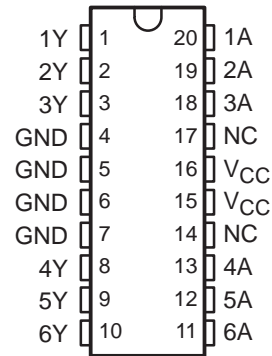 1Y 1 20 1A
2Y 2 19 2A
3Y 3 18 3A
GND 4 17 NC
GND 5 16 VCC
GND 6 15 VCC
GND 7 14 NC
4Y 8 13 4A
5Y 9 12 5A
6Y 10 11 6A